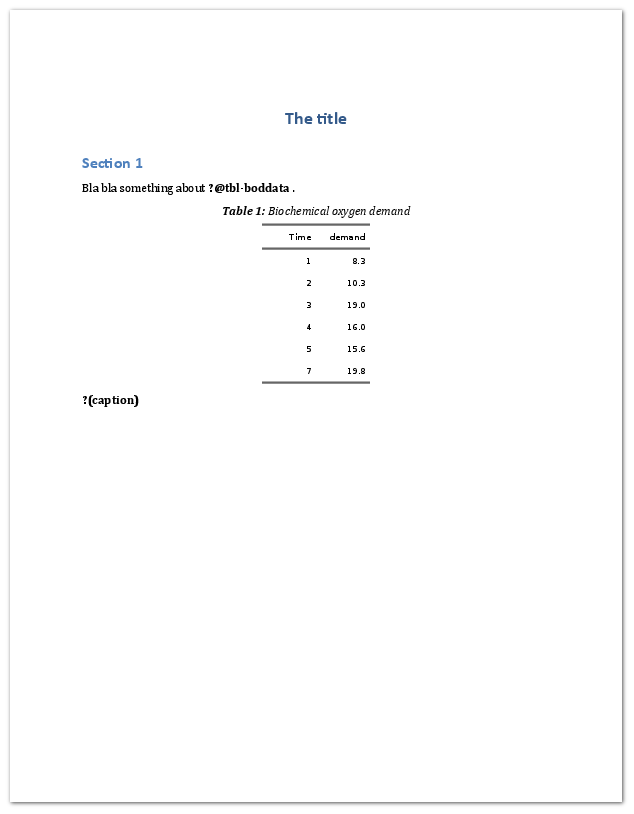 The title
Section 1
Bla bla something about ?@tbl-boddata .
Table 1: Biochemical oxygen demand
Time demand
1 8.3
2 10.3
3 19.0
4 16.0
5 15.6
7 19.8
?(caption)